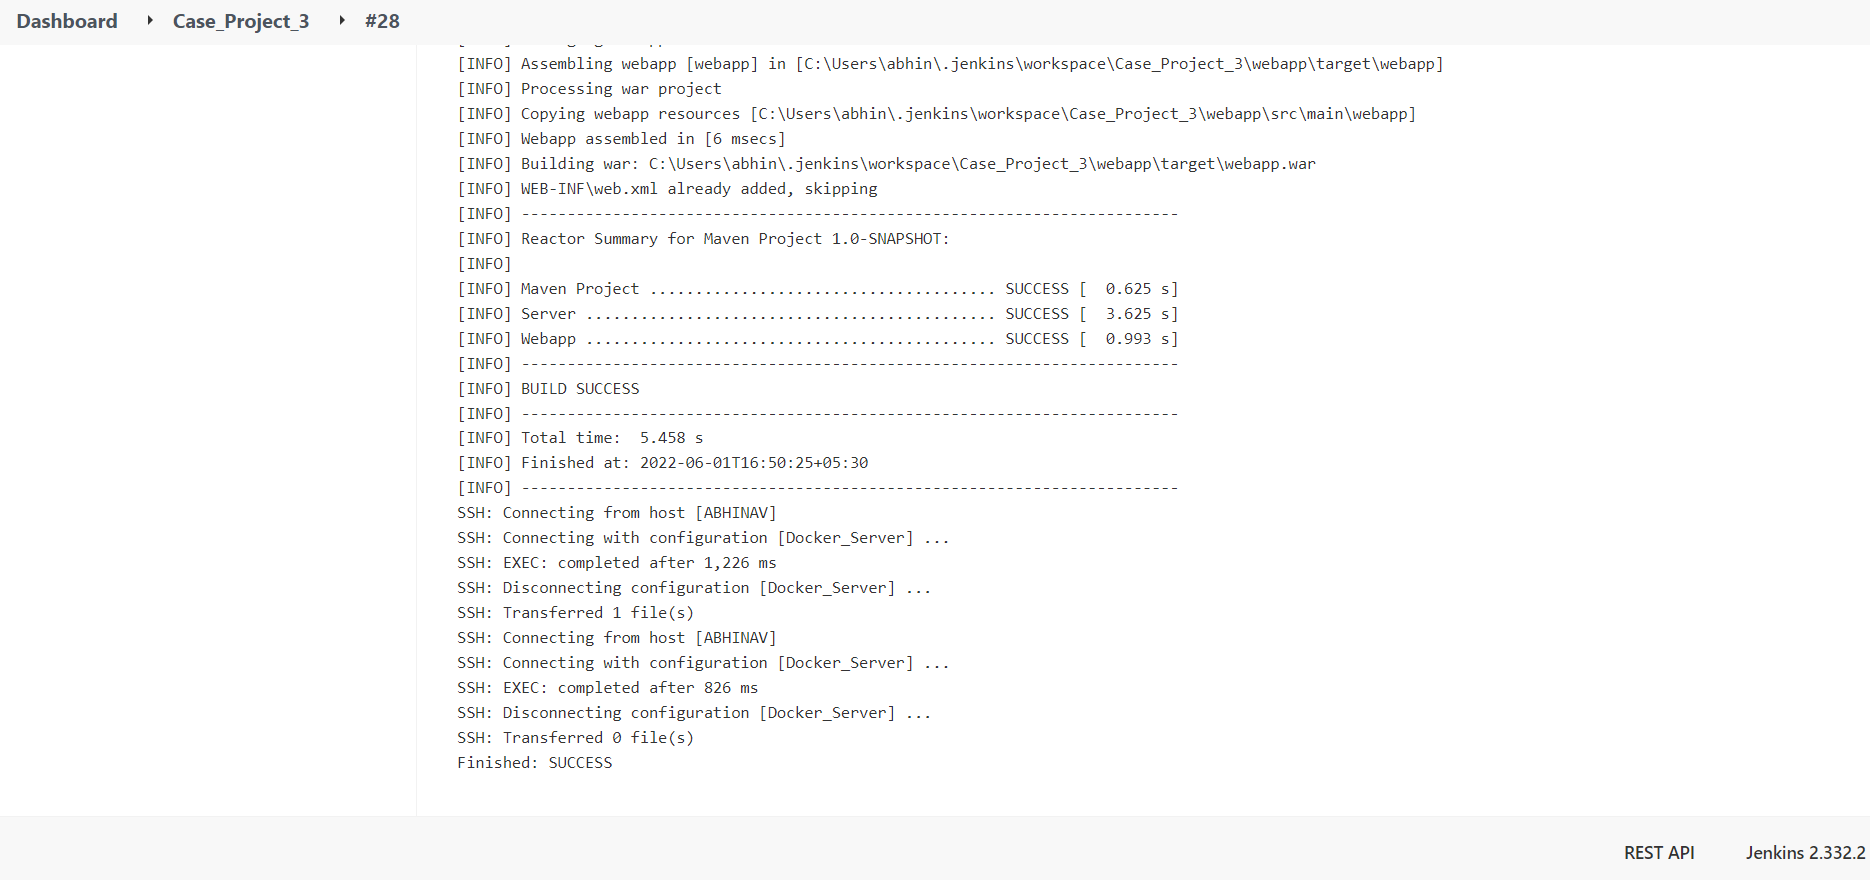 Dashboard ▸ Case_Project_3 ▸ #28
[INFO] Assembling webapp [webapp] in [C:\Users\abhin\.jenkins\workspace\Case_Project_3\webapp\target\webapp]
[INFO] Processing war project
[INFO] Copying webapp resources [C:\Users\abhin\.jenkins\workspace\Case_Project_3\webapp\src\main\webapp]
[INFO] Webapp assembled in [6 msecs]
[INFO] Building war: C:\Users\abhin\.jenkins\workspace\Case_Project_3\webapp\target\webapp.war
[INFO] WEB-INF\web.xml already added, skipping
[INFO] ------------------------------------------------------------------------
[INFO] Reactor Summary for Maven Project 1.0-SNAPSHOT:
[INFO]
[INFO] Maven Project ...................................... SUCCESS [  0.625 s]
[INFO] Server ............................................. SUCCESS [  3.625 s]
[INFO] Webapp ............................................. SUCCESS [  0.993 s]
[INFO] ------------------------------------------------------------------------
[INFO] BUILD SUCCESS
[INFO] ------------------------------------------------------------------------
[INFO] Total time:  5.458 s
[INFO] Finished at: 2022-06-01T16:50:25+05:30
[INFO] ------------------------------------------------------------------------
SSH: Connecting from host [ABHINAV]
SSH: Connecting with configuration [Docker_Server] ...
SSH: EXEC: completed after 1,226 ms
SSH: Disconnecting configuration [Docker_Server] ...
SSH: Transferred 1 file(s)
SSH: Connecting from host [ABHINAV]
SSH: Connecting with configuration [Docker_Server] ...
SSH: EXEC: completed after 826 ms
SSH: Disconnecting configuration [Docker_Server] ...
SSH: Transferred 0 file(s)
Finished: SUCCESS
REST API Jenkins 2.332.2